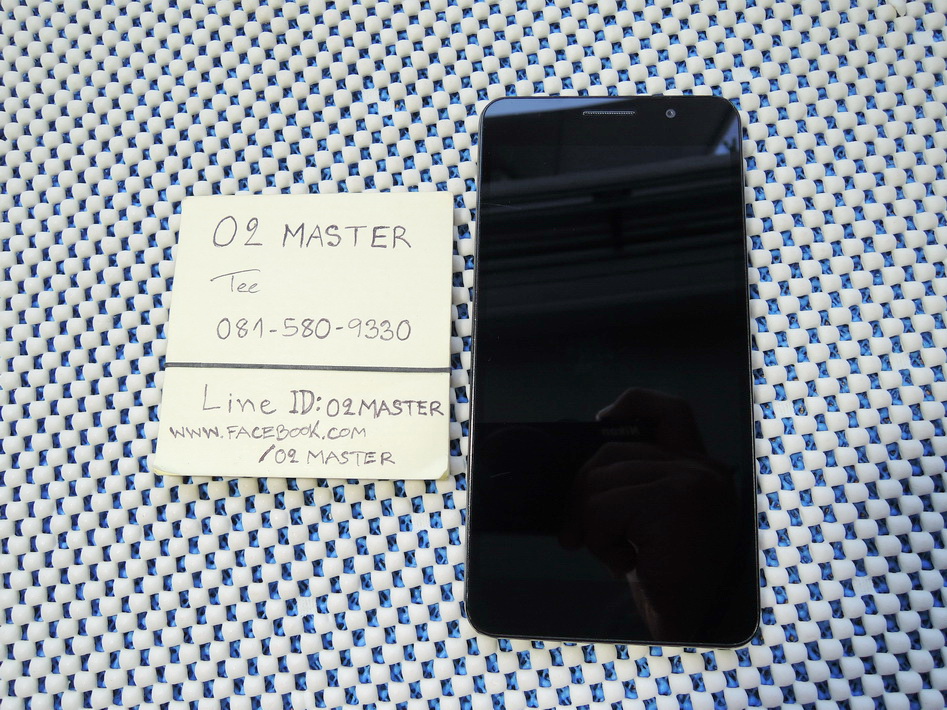 O2 MASTER
Tee
081-580-9330
Line ID: O2MASTER
WWW.FACEBOOK.COM
/O2 MASTER